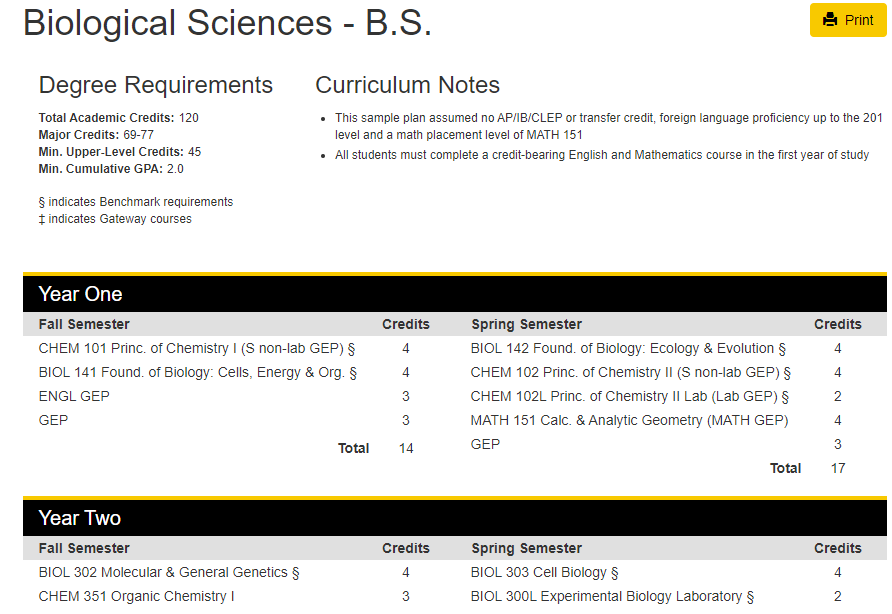 Biological Sciences - B.S.
Print
Degree Requirements
Total Academic Credits: 120
Major Credits: 69-77
Min. Upper-Level Credits: 45
Min. Cumulative GPA: 2.0
§ indicates Benchmark requirements
‡ indicates Gateway courses
Curriculum Notes
• This sample plan assumed no AP/IB/CLEP or transfer credit, foreign language proficiency up to the 201
level and a math placement level of MATH 151
• All students must complete a credit-bearing English and Mathematics course in the first year of study
Year One
Fall Semester Credits
CHEM 101 Princ. of Chemistry I (S non-lab GEP) § 4
BIOL 141 Found. of Biology: Cells, Energy & Org. § 4
ENGL GEP 3
GEP 3
Total 14
Spring Semester Credits
BIOL 142 Found. of Biology: Ecology & Evolution § 4
CHEM 102 Princ. of Chemistry II (S non-lab GEP) § 4
CHEM 102L Princ. of Chemistry II Lab (Lab GEP) § 2
MATH 151 Calc. & Analytic Geometry (MATH GEP) 4
GEP 3
Total 17
Year Two
Fall Semester Credits
BIOL 302 Molecular & General Genetics § 4
CHEM 351 Organic Chemistry I 3
Spring Semester Credits
BIOL 303 Cell Biology § 4
BIOL 300L Experimental Biology Laboratory § 2